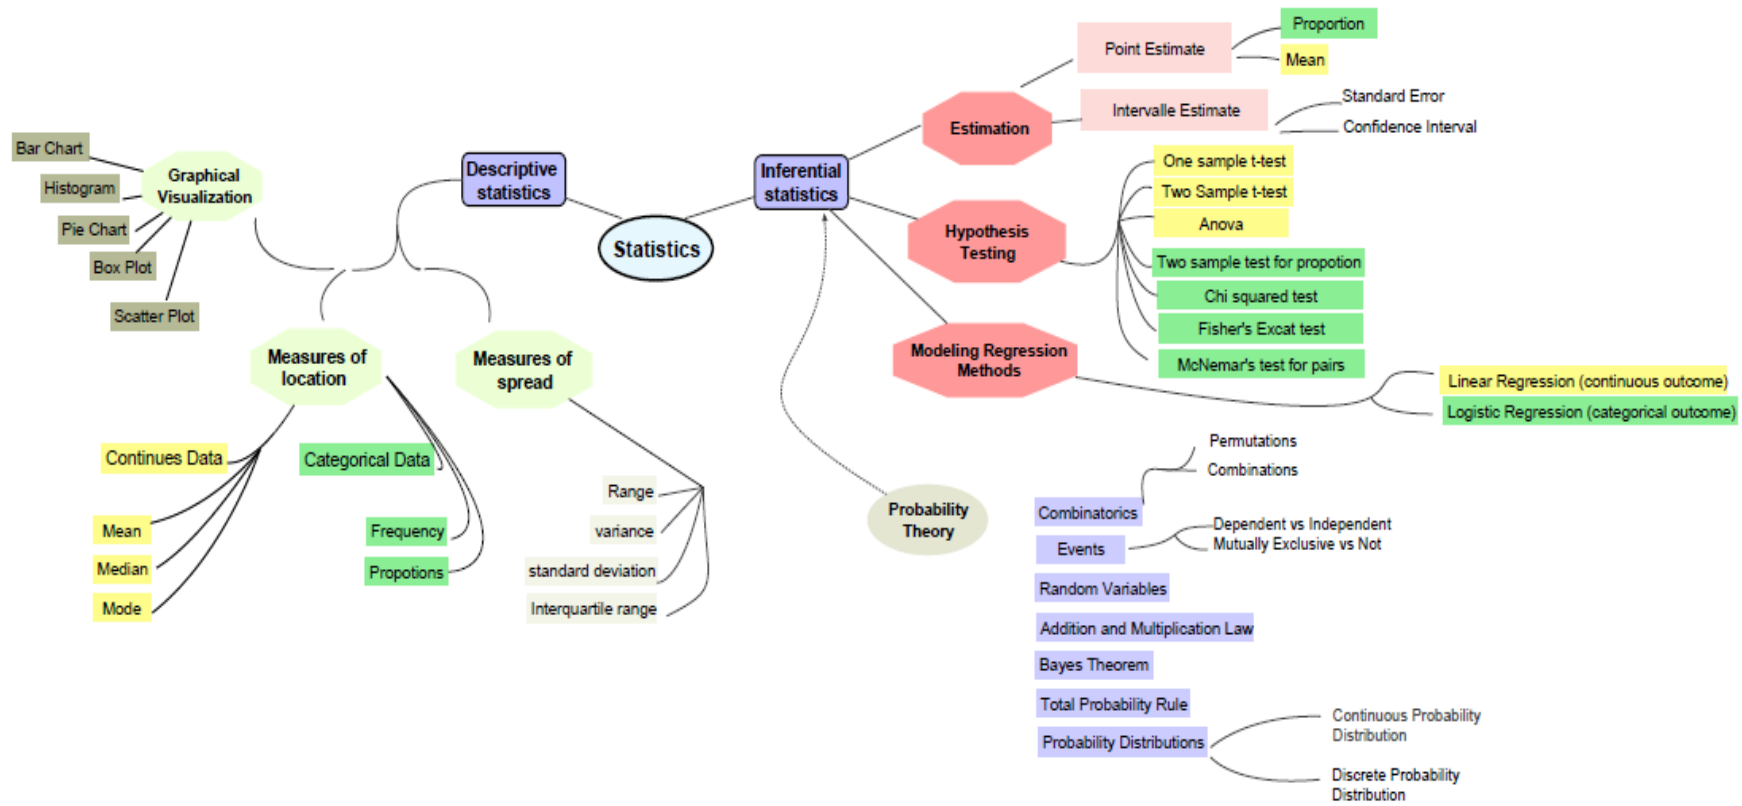 Proportion
Point Estimate
Mean
Intervalle Estimate
Standard Error
Confidence Interval
Estimation
Bar Chart
Histogram
Pie Chart
Box Plot
Scatter Plot
Graphical
Visualization
Descriptive
statistics
Inferential
statistics
Statistics
One sample t-test
Two Sample t-test
Anova
Two sample test for propotion
Chi squared test
Fisher's Excat test
McNemar's test for pairs
Hypothesis
Testing
Modeling Regression
Methods
Linear Regression (continuous outcome)
Logistic Regression (categorical outcome)
Measures of
location
Measures of
spread
Continues Data
Mean
Median
Mode
Categorical Data
Frequency
Propotions
Range
variance
standard deviation
Interquartile range
Probability
Theory
Permutations
Combinations
Combinatorics
Events
Dependent vs Independent
Mutually Exclusive vs Not
Random Variables
Addition and Multiplication Law
Bayes Theorem
Total Probability Rule
Probability Distributions
Continuous Probability
Distribution
Discrete Probability
Distribution